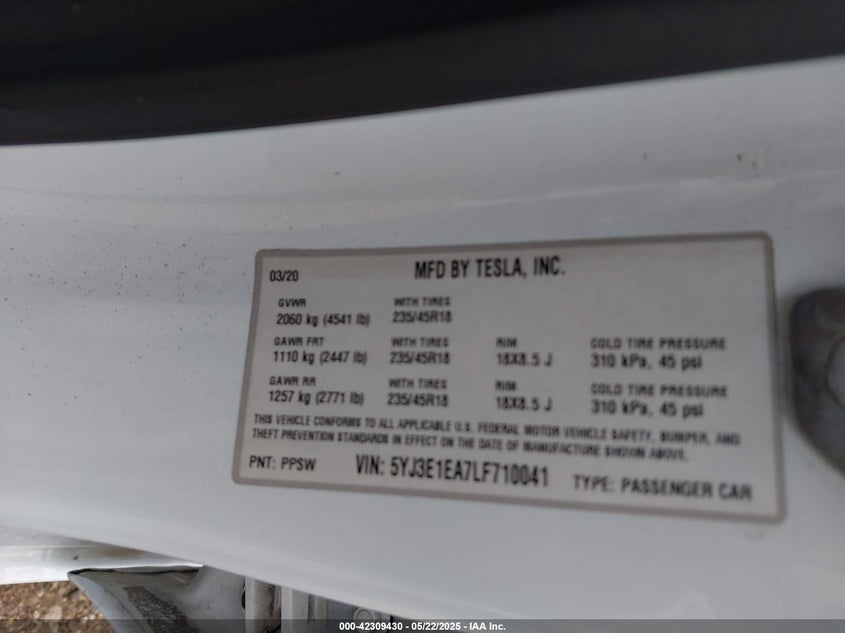 03/20 MFD BY TESLA, INC.
GVWR WITH TIRES
2060 kg (4541 lb) 235/45R18
GAWR FRT WITH TIRES RIM COLD TIRE PRESSURE
1110 kg (2447 lb) 235/45R18 18X8.5 J 310 kPa, 45 psi
GAWR RR WITH TIRES RIM COLD TIRE PRESSURE
1257 kg (2771 lb) 235/45R18 18X8.5 J 310 kPa, 45 psi
THIS VEHICLE CONFORMS TO ALL APPLICABLE U.S. FEDERAL MOTOR VEHICLE SAFETY, BUMPER, AND
THEFT PREVENTION STANDARDS IN EFFECT ON THE DATE OF MANUFACTURE SHOWN ABOVE.
PNT: PPSW VIN: 5YJ3E1EA7LF710041 TYPE: PASSENGER CAR
000-42309430 - 05/22/2025 - IAA Inc.